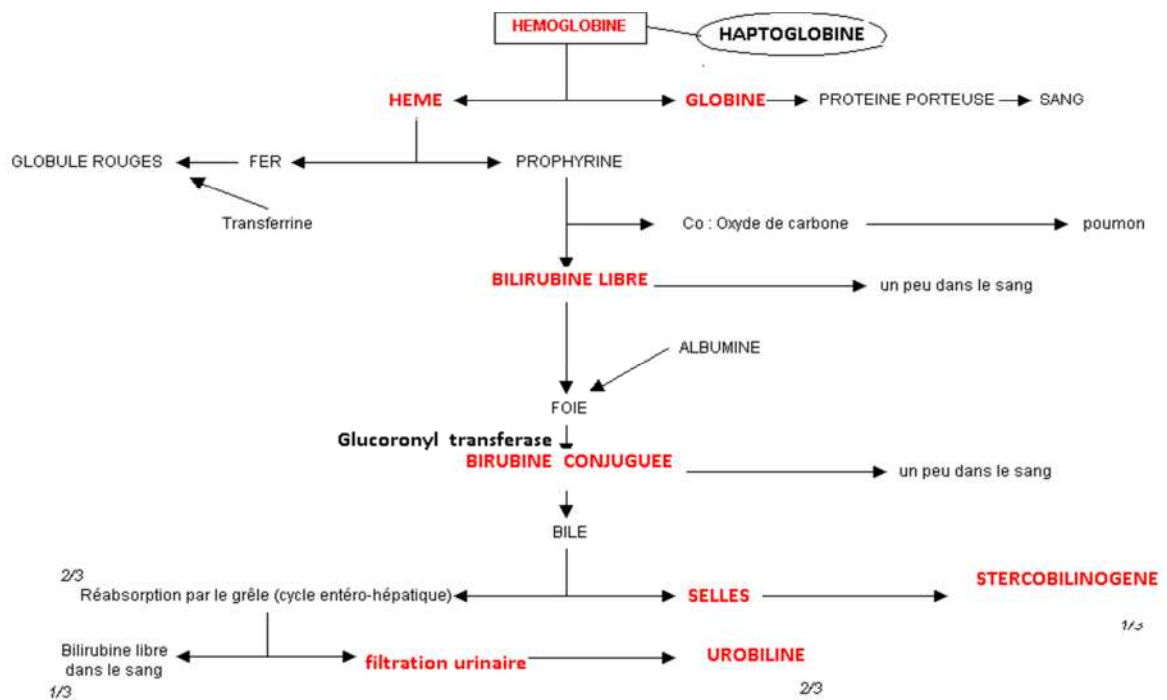 HEMOGLOBINE HAPTOGLOBINE
HEME GLOBINE PROTEINE PORTEUSE SANG
GLOBULE ROUGES FER PROPHYRINE
Transferrine Co : Oxyde de carbone poumon
BILIRUBINE LIBRE un peu dans le sang
ALBUMINE
FOIE
Glucoronyl transferase
BIRUBINE CONJUGUEE un peu dans le sang
BILE
2/3 STERCOBILINOGENE
Réabsorption par le grêle (cycle entéro-hépatique) SELLES
1/3
Bilirubine libre
dans le sang filtration urinaire UROBILINE
1/3 2/3